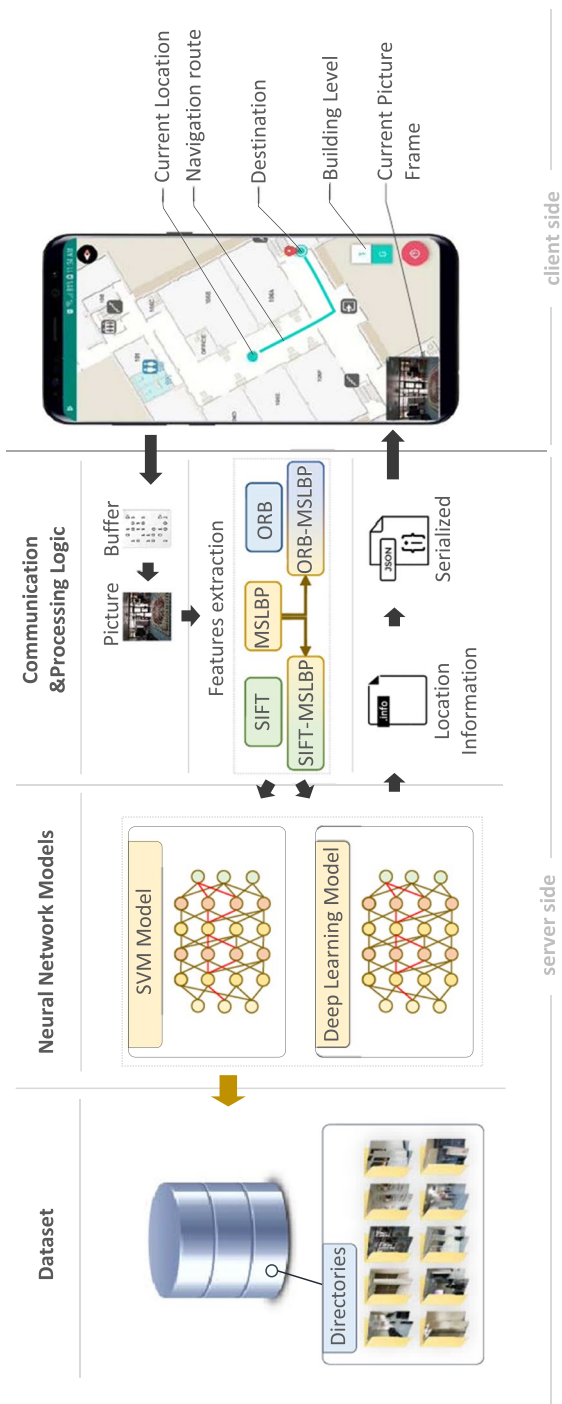 Dataset
Directories
Neural Network Models
SVM Model
Deep Learning Model
Communication
&Processing Logic
Picture
Buffer
Features extraction
SIFT
MSLBP
ORB
SIFT-MSLBP
ORB-MSLBP
.info
Location
Information
JSON
{ i }
Serialized
OFFICE
Current Location
Navigation route
Destination
Building Level
Current Picture
Frame
server side
client side